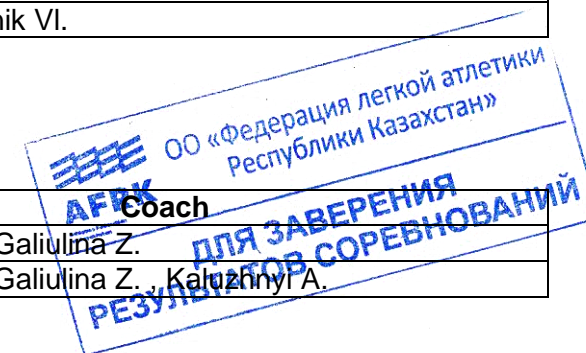 nik VI.
ОО «Федерация легкой атлетики
Республики Казахстан»
AFRK
Coach
ДЛЯ ЗАВЕРЕНИЯ
РЕЗУЛЬТАТОВ СОРЕВНОВАНИЙ
Galiulina Z.
Galiulina Z. , Kaluzhnyi A.